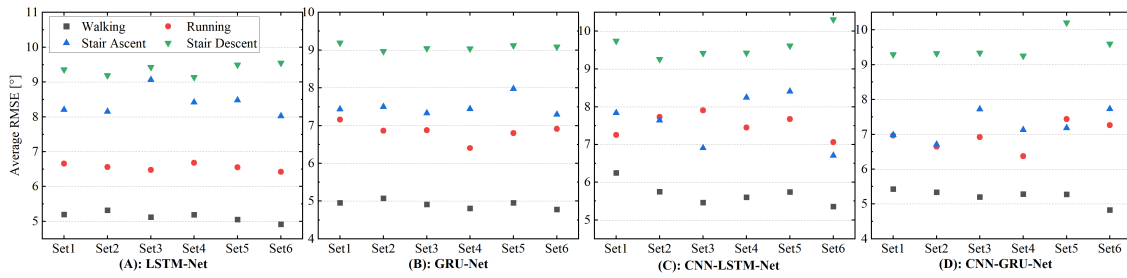 Average RMSE [°]
11
10
9
8
7
6
5
Walking
Running
Stair Ascent
Stair Descent
Set1 Set2 Set3 Set4 Set5 Set6
(A): LSTM-Net
10
9
8
7
6
5
4
Set1 Set2 Set3 Set4 Set5 Set6
(B): GRU-Net
10
9
8
7
6
5
Set1 Set2 Set3 Set4 Set5 Set6
(C): CNN-LSTM-Net
10
9
8
7
6
5
4
Set1 Set2 Set3 Set4 Set5 Set6
(D): CNN-GRU-Net